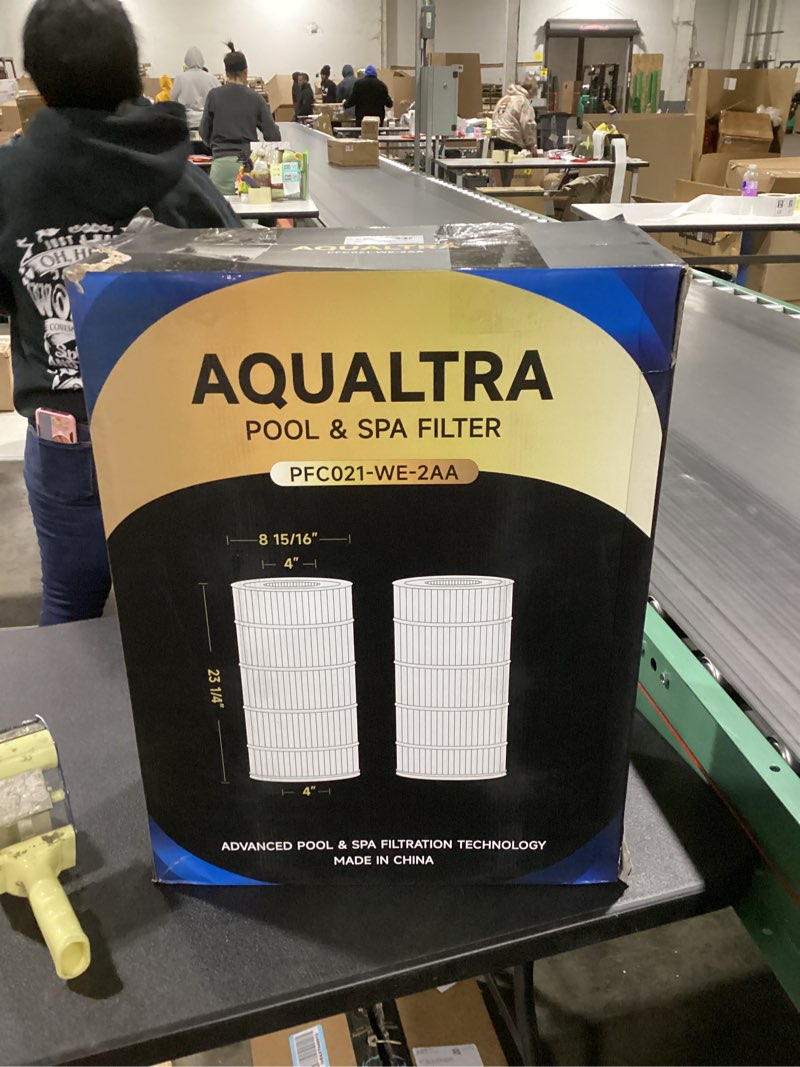 AQUALTRA
AQUALTRA
POOL & SPA FILTER
PFC021-WE-2AA
8 15/16"
4"
23 1/4"
4"
ADVANCED POOL & SPA FILTRATION TECHNOLOGY
MADE IN CHINA